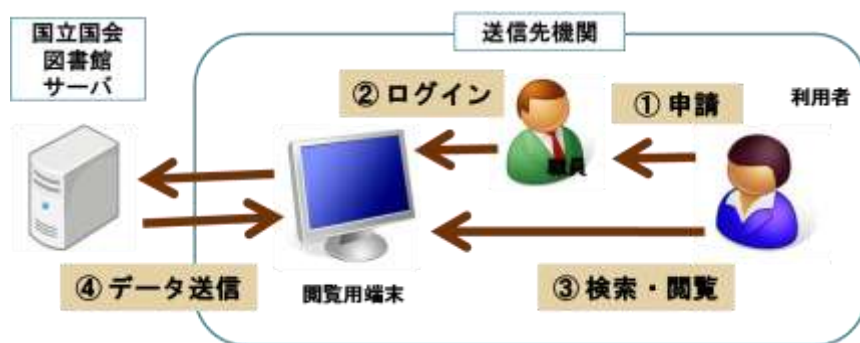 国立国会
図書館
サーバ
送信先機関
② ログイン
① 申請
利用者
職員
④ データ送信
閲覧用端末
③ 検索・閲覧